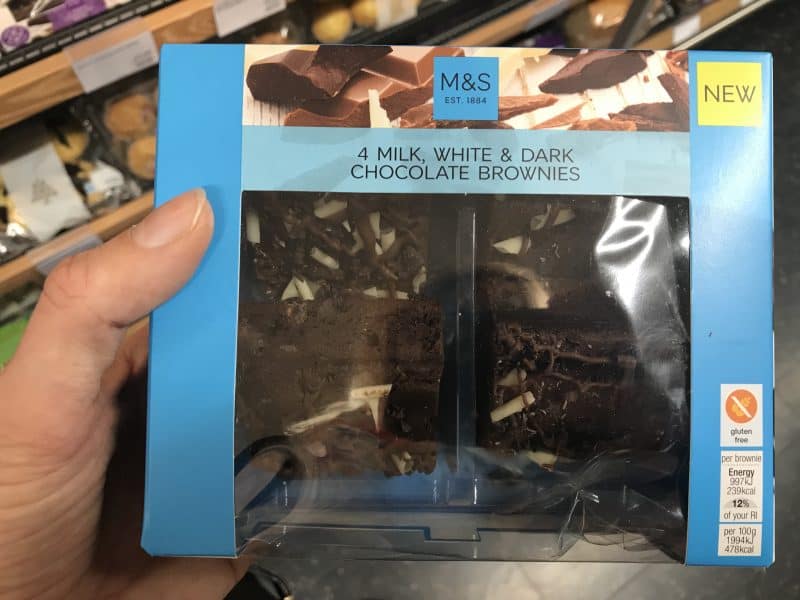 M&S
EST. 1884
NEW
4 MILK, WHITE & DARK
CHOCOLATE BROWNIES
gluten
free
per brownie
Energy
997kJ
239kcal
12%
of your RI
per 100g
1994kJ
478kcal